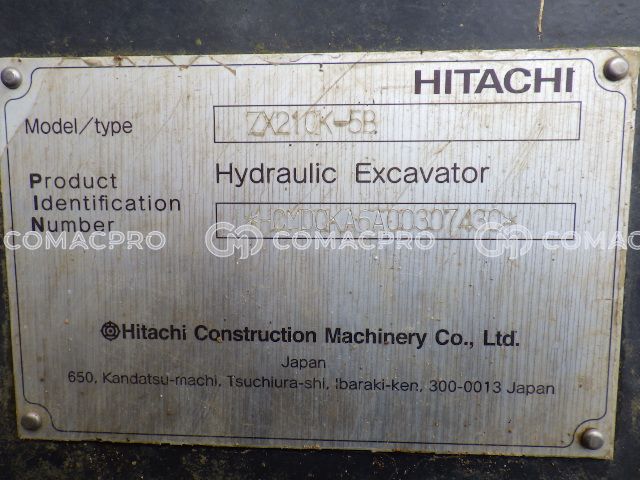 HITACHI
Model/type ZX210K-5B
Hydraulic Excavator
Product
Identification
Number
COMACPRO COMACPRO COMACPRO
Hitachi Construction Machinery Co., Ltd.
Japan
650, Kandatsu-machi, Tsuchiura-shi, Ibaraki-ken, 300-0013 Japan